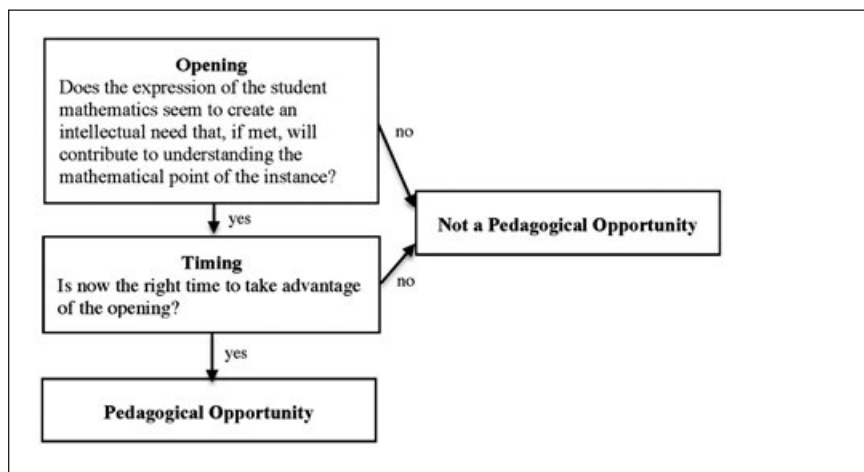 Opening
Does the expression of the student
mathematics seem to create an
intellectual need that, if met, will
contribute to understanding the
mathematical point of the instance?
no
yes
Not a Pedagogical Opportunity
Timing
Is now the right time to take advantage
of the opening?
no
yes
Pedagogical Opportunity